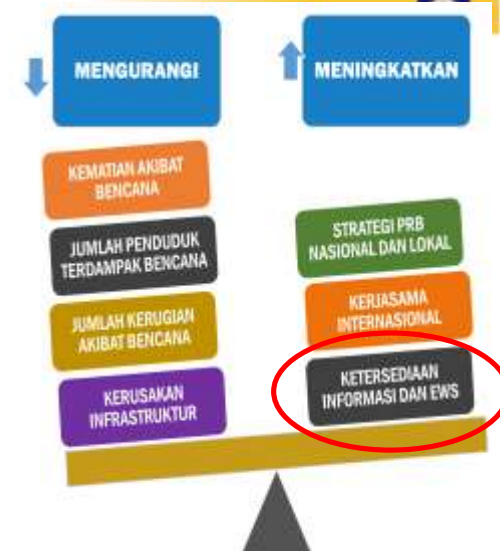 MENGURANGI
MENINGKATKAN
KEMATIAN AKIBAT
BENCANA
JUMLAH PENDUDUK
TERDAMPAK BENCANA
JUMLAH KERUGIAN
AKIBAT BENCANA
KERUSAKAN
INFRASTRUKTUR
STRATEGI PRB
NASIONAL DAN LOKAL
KERJASAMA
INTERNASIONAL
KETERSEDIAAN
INFORMASI DAN EWS